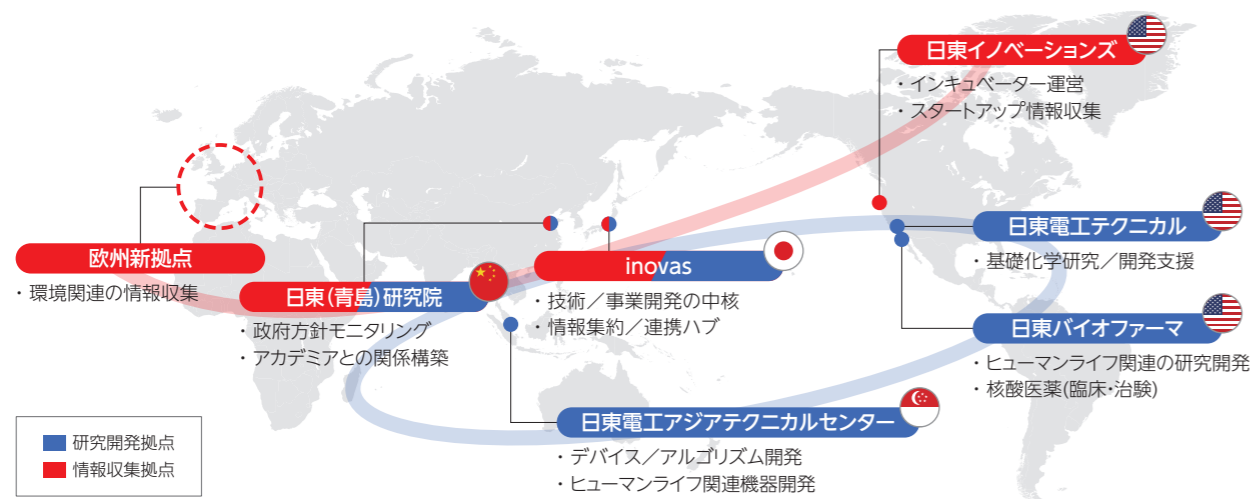 日東イノベーションズ
・インキュベーター運営
・スタートアップ情報収集
欧州新拠点
・環境関連の情報収集
日東(青島)研究院
・政府方針モニタリング
・アカデミアとの関係構築
inovas
・技術／事業開発の中核
・情報集約／連携ハブ
日東電工テクニカル
・基礎化学研究／開発支援
日東バイオファーマ
・ヒューマンライフ関連の研究開発
・核酸医薬(臨床・治験)
日東電工アジアテクニカルセンター
・デバイス／アルゴリズム開発
・ヒューマンライフ関連機器開発
研究開発拠点
情報収集拠点